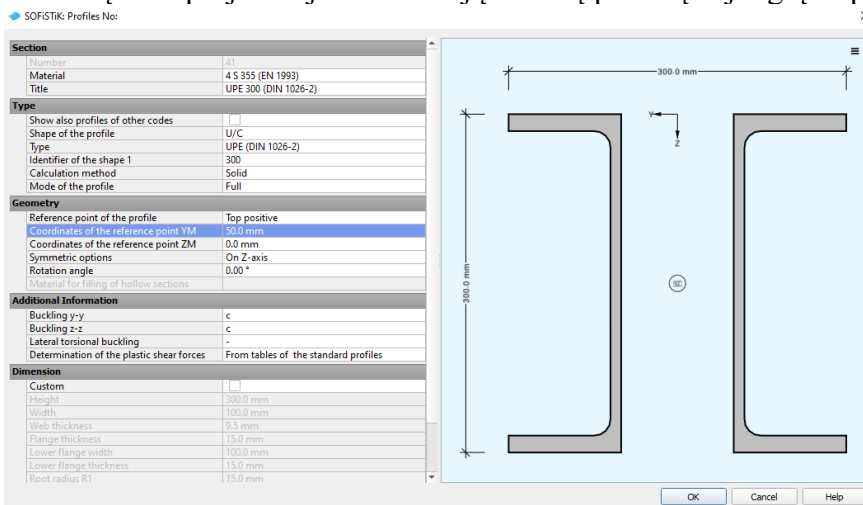 SOFiSTiK: Profiles No:
Section
Number 41
Material 4 S 355 (EN 1993)
Title UPE 300 (DIN 1026-2)
Type
Show also profiles of other codes
Shape of the profile U/C
Type UPE (DIN 1026-2)
Identifier of the shape 1 300
Calculation method Solid
Mode of the profile Full
Geometry
Reference point of the profile Top positive
Coordinates of the reference point YM 50.0 mm
Coordinates of the reference point ZM 0.0 mm
Symmetric options On Z-axis
Rotation angle 0.00 °
Material for filling of hollow sections
Additional Information
Buckling y-y c
Buckling z-z c
Lateral torsional buckling -
Determination of the plastic shear forces From tables of the standard profiles
Dimension
Custom
Height 300.0 mm
Width 100.0 mm
Web thickness 9.5 mm
Flange thickness 15.0 mm
Lower flange width 100.0 mm
Lower flange thickness 15.0 mm
Root radius R1 15.0 mm
300.0 mm
Y
Z
300.0 mm
SC
OK Cancel Help